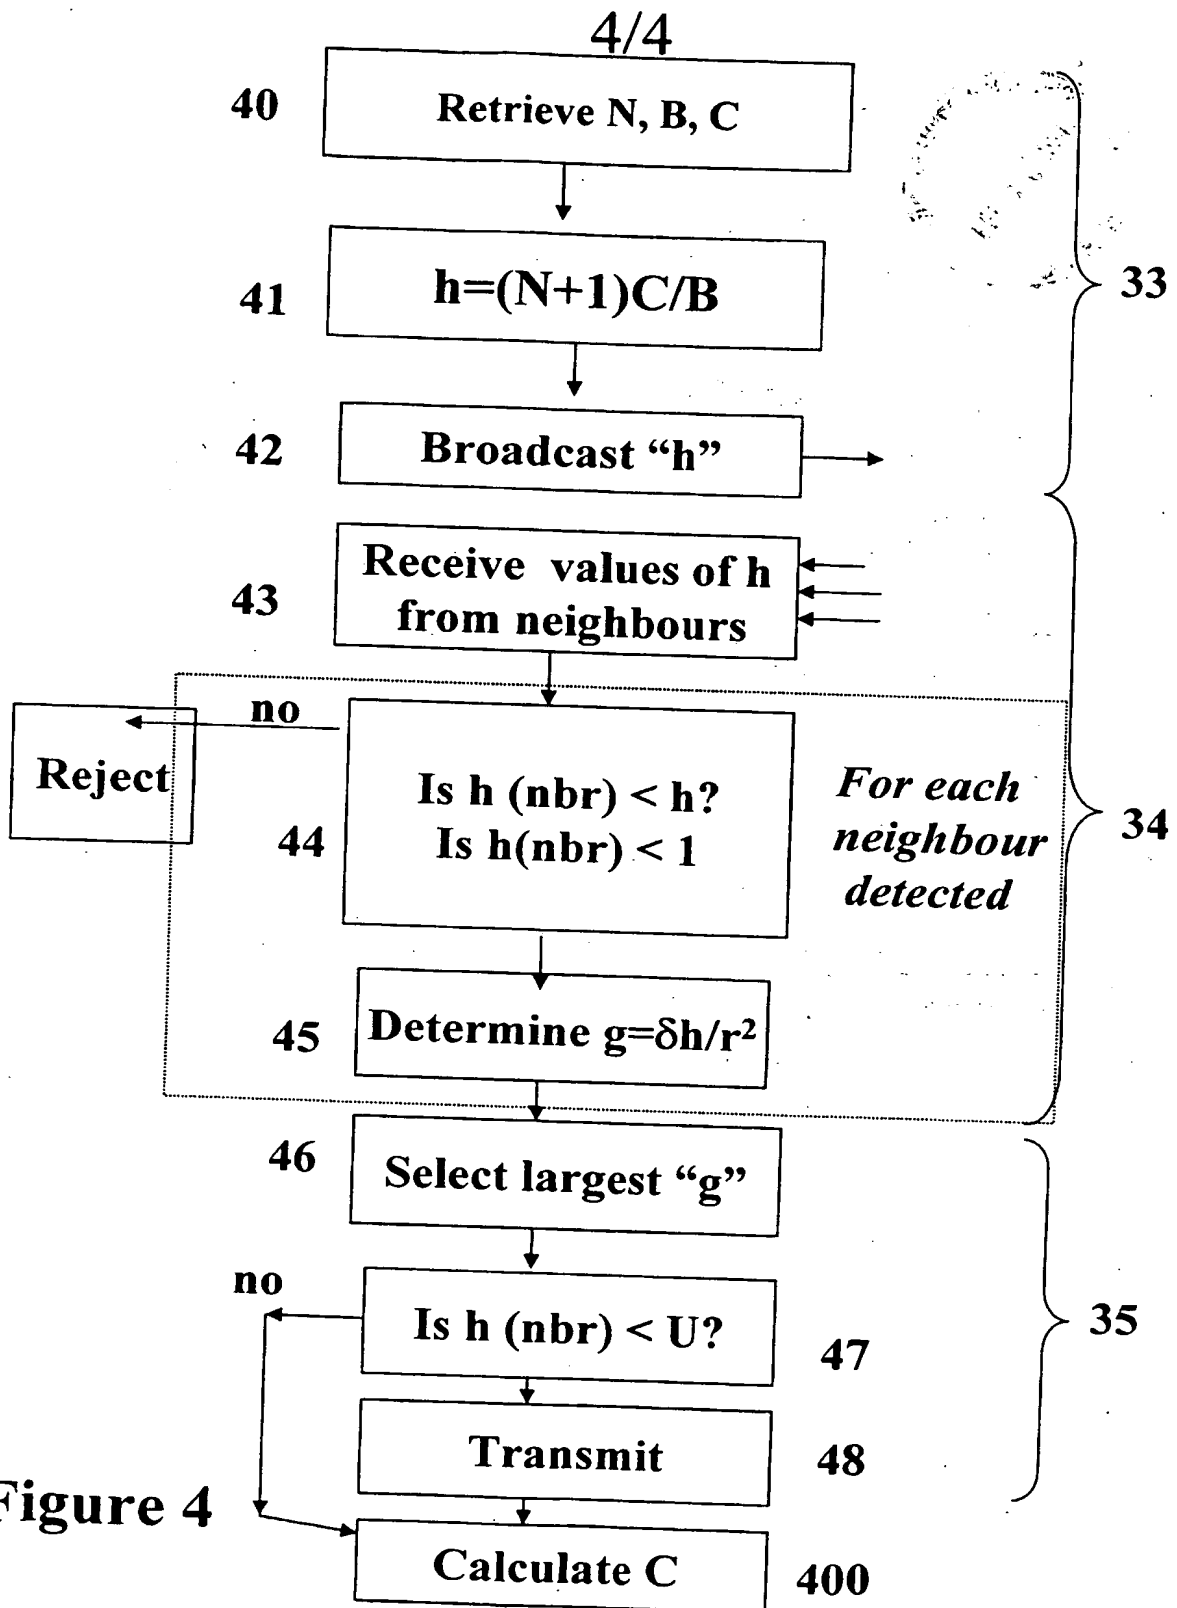 4/4
40
Retrieve N, B, C
41
h=(N+1)C/B
33
42
Broadcast “h”
43
Receive values of h
from neighbours
no
Reject
44
Is h (nbr) < h?
Is h(nbr) < 1
For each
neighbour
detected
34
45
Determine g=δh/r²
46
Select largest “g”
no
Is h (nbr) < U?
47
35
Transmit
48
Figure 4
Calculate C
400